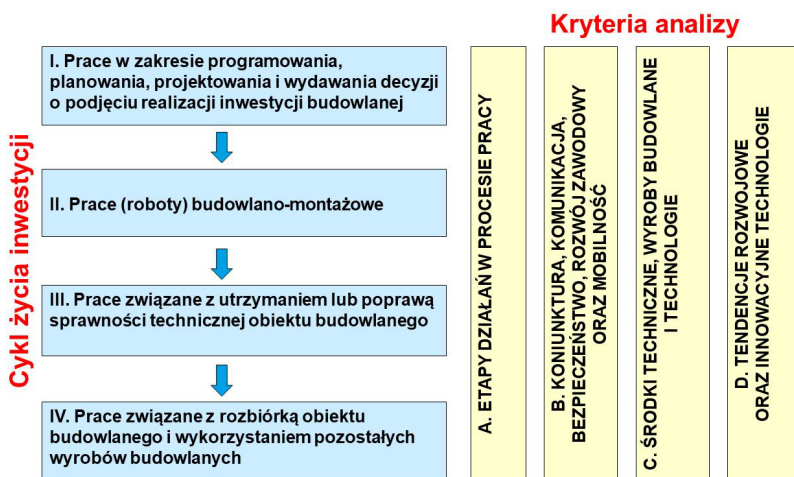 Kryteria analizy
Cykl życia inwestycji
I. Prace w zakresie programowania,
planowania, projektowania i wydawania decyzji
o podjęciu realizacji inwestycji budowlanej
II. Prace (roboty) budowlano-montażowe
III. Prace związane z utrzymaniem lub poprawą
sprawności technicznej obiektu budowlanego
IV. Prace związane z rozbiórką obiektu
budowlanego i wykorzystaniem pozostałych
wyrobów budowlanych
A. ETAPY DZIAŁAŃ W PROCESIE PRACY
B. KONIUNKTURA, KOMUNIKACJA,
BEZPIECZEŃSTWO, ROZWÓJ ZAWODOWY
ORAZ MOBILNOŚĆ
C. ŚRODKI TECHNICZNE, WYROBY BUDOWLANE
I TECHNOLOGIE
D. TENDENCJE ROZWOJOWE
ORAZ INNOWACYJNE TECHNOLOGIE